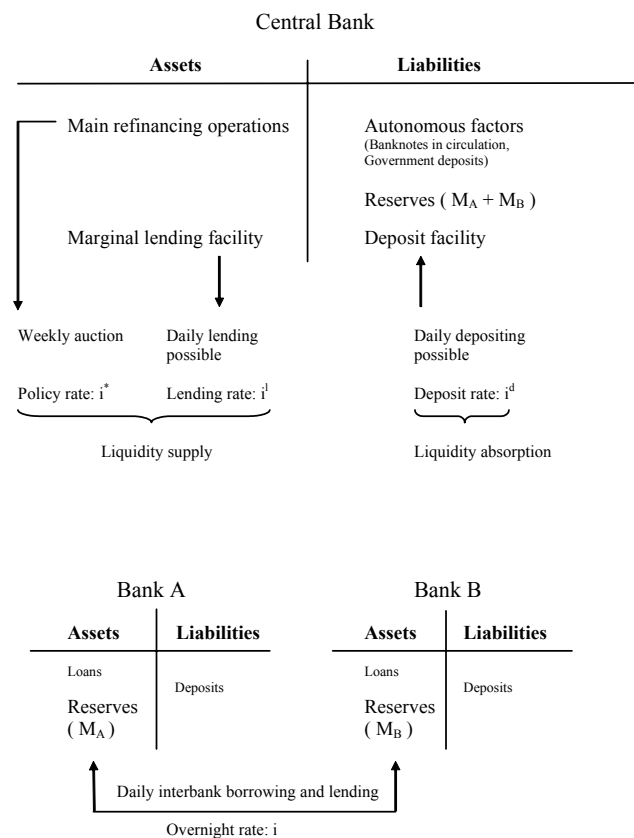 Central Bank
Assets Liabilities
Main refinancing operations Autonomous factors
(Banknotes in circulation,
Government deposits)
Reserves ( M_A + M_B )
Marginal lending facility Deposit facility
Weekly auction Daily lending possible Daily depositing possible
Policy rate: i^* Lending rate: i^l Deposit rate: i^d
Liquidity supply Liquidity absorption
Bank A Bank B
Assets Liabilities Assets Liabilities
Loans Deposits Loans Deposits
Reserves Reserves
( M_A ) ( M_B )
Daily interbank borrowing and lending
Overnight rate: i